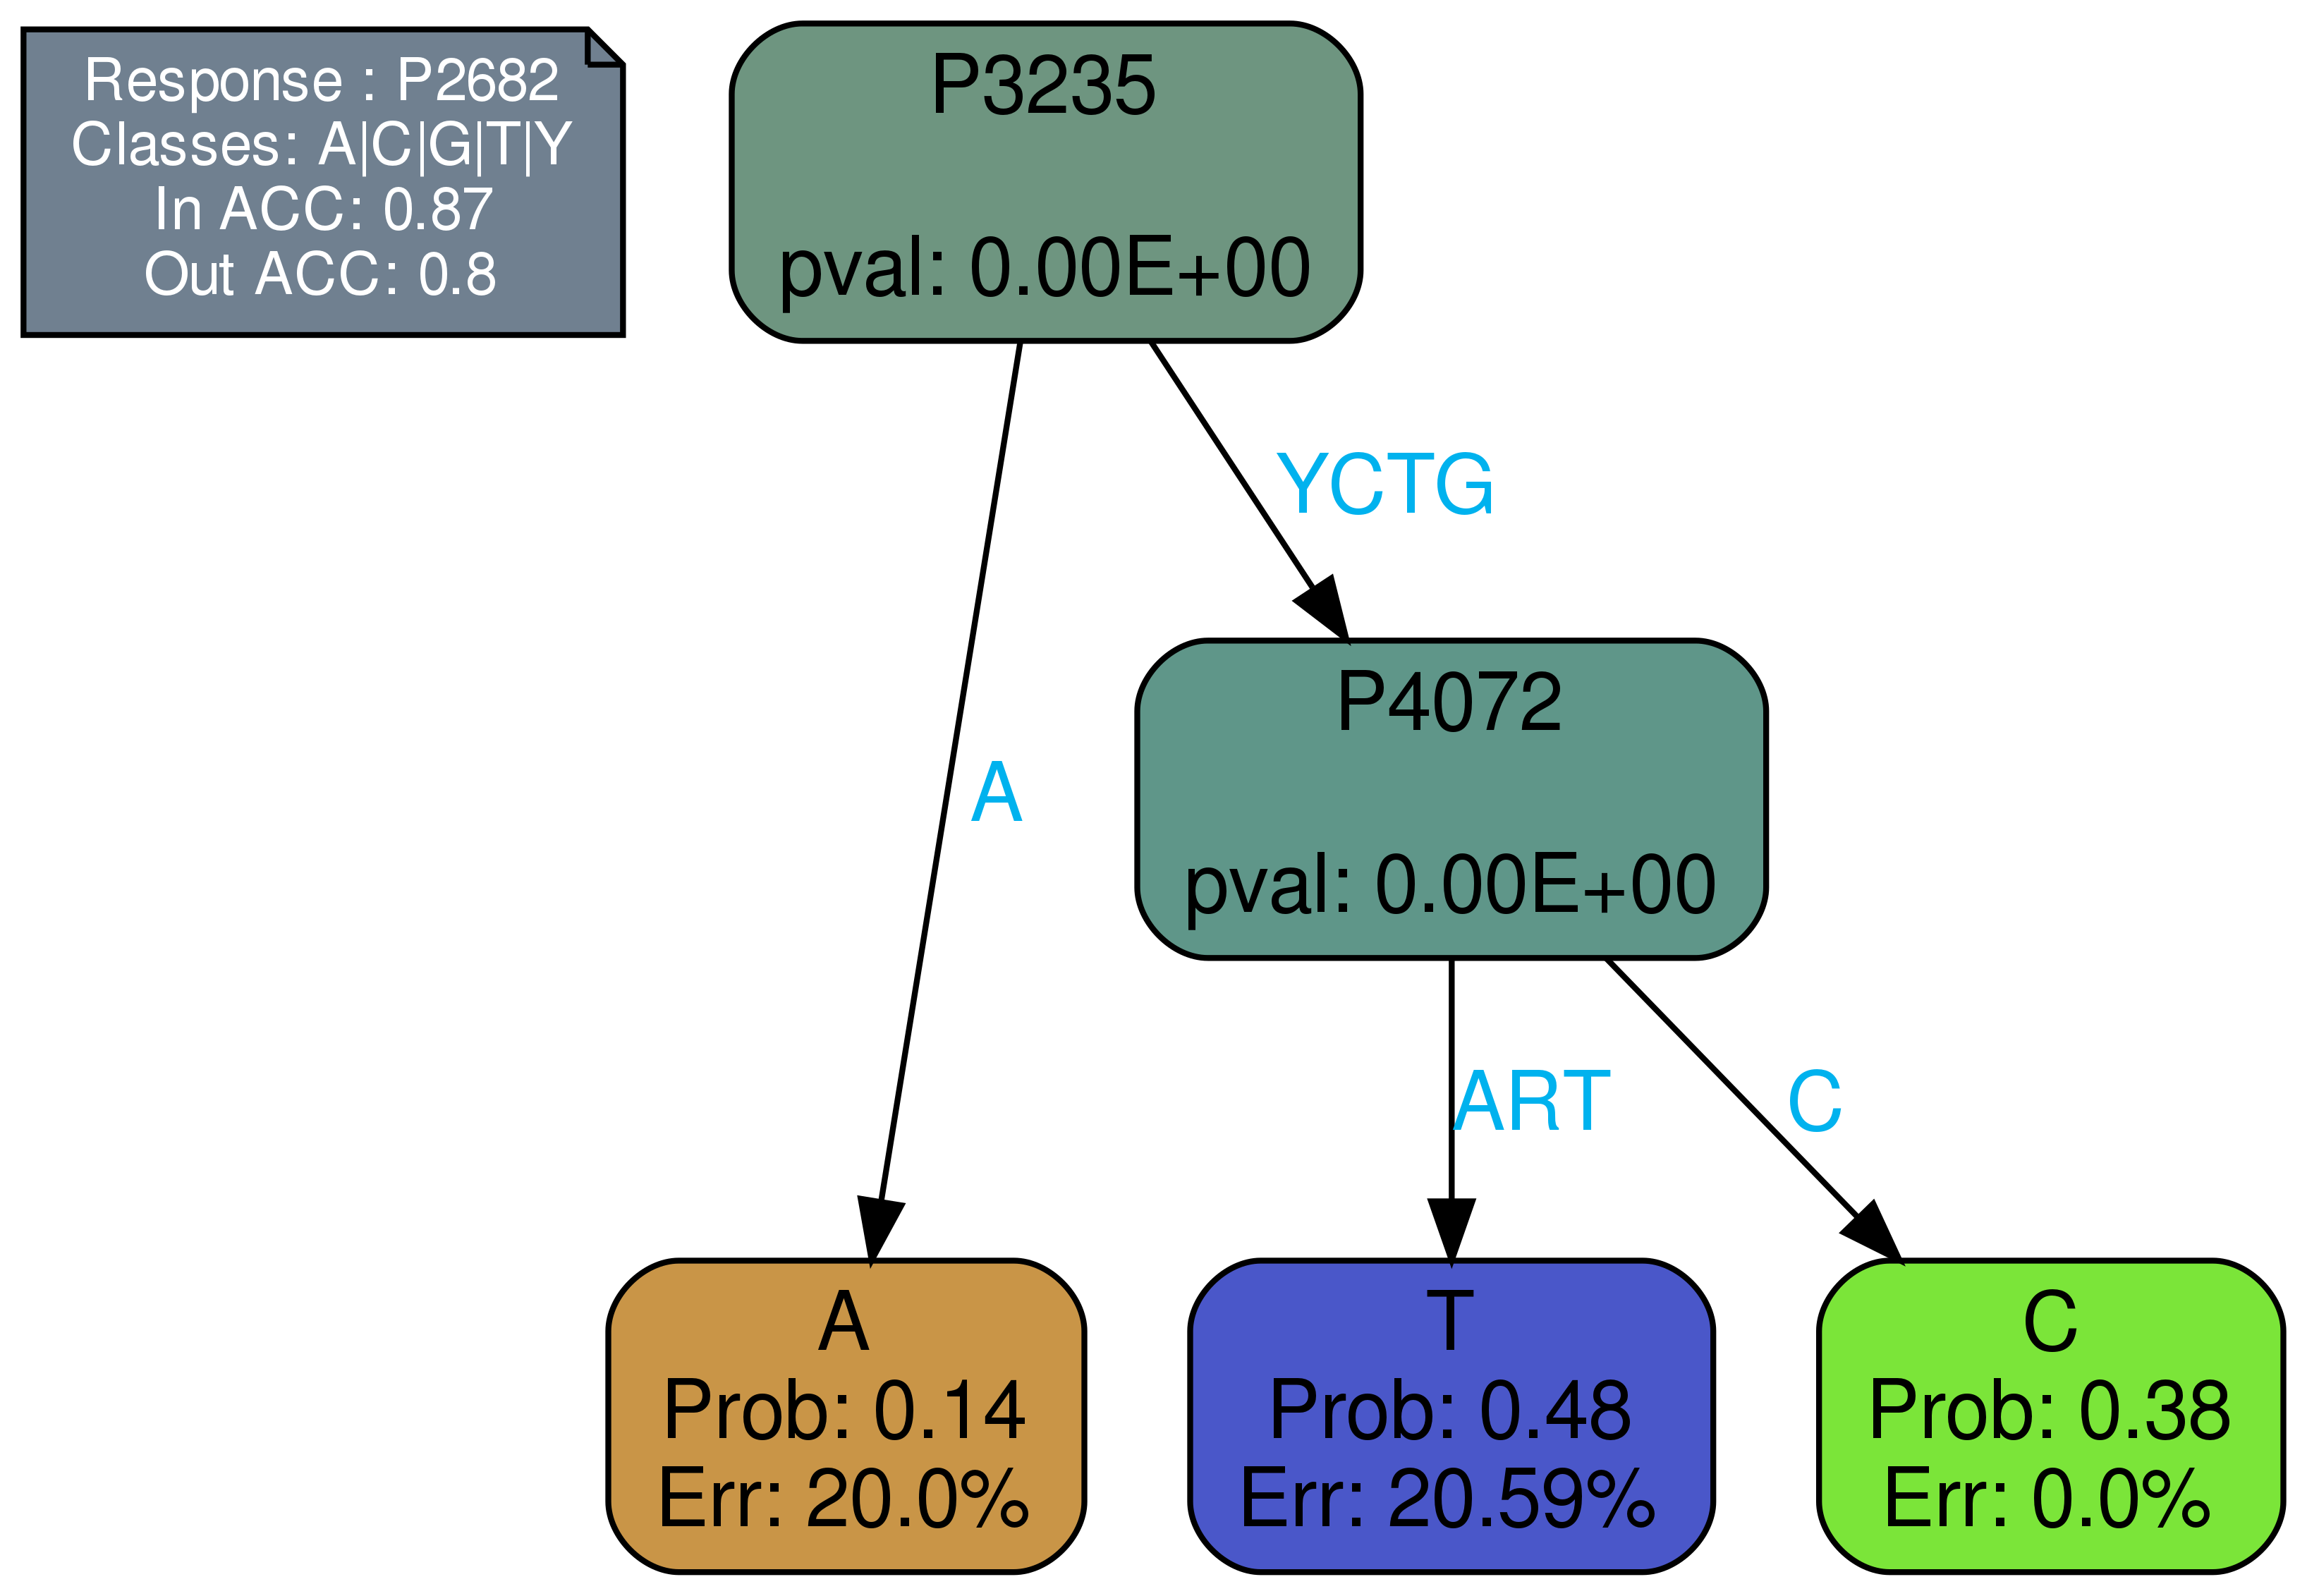 Response : P2682
Classes: A|C|G|T|Y
In ACC: 0.87
Out ACC: 0.8
P3235
pval: 0.00E+00
YCTG
P4072
pval: 0.00E+00
A
ART
C
A
Prob: 0.14
Err: 20.0%
T
Prob: 0.48
Err: 20.59%
C
Prob: 0.38
Err: 0.0%